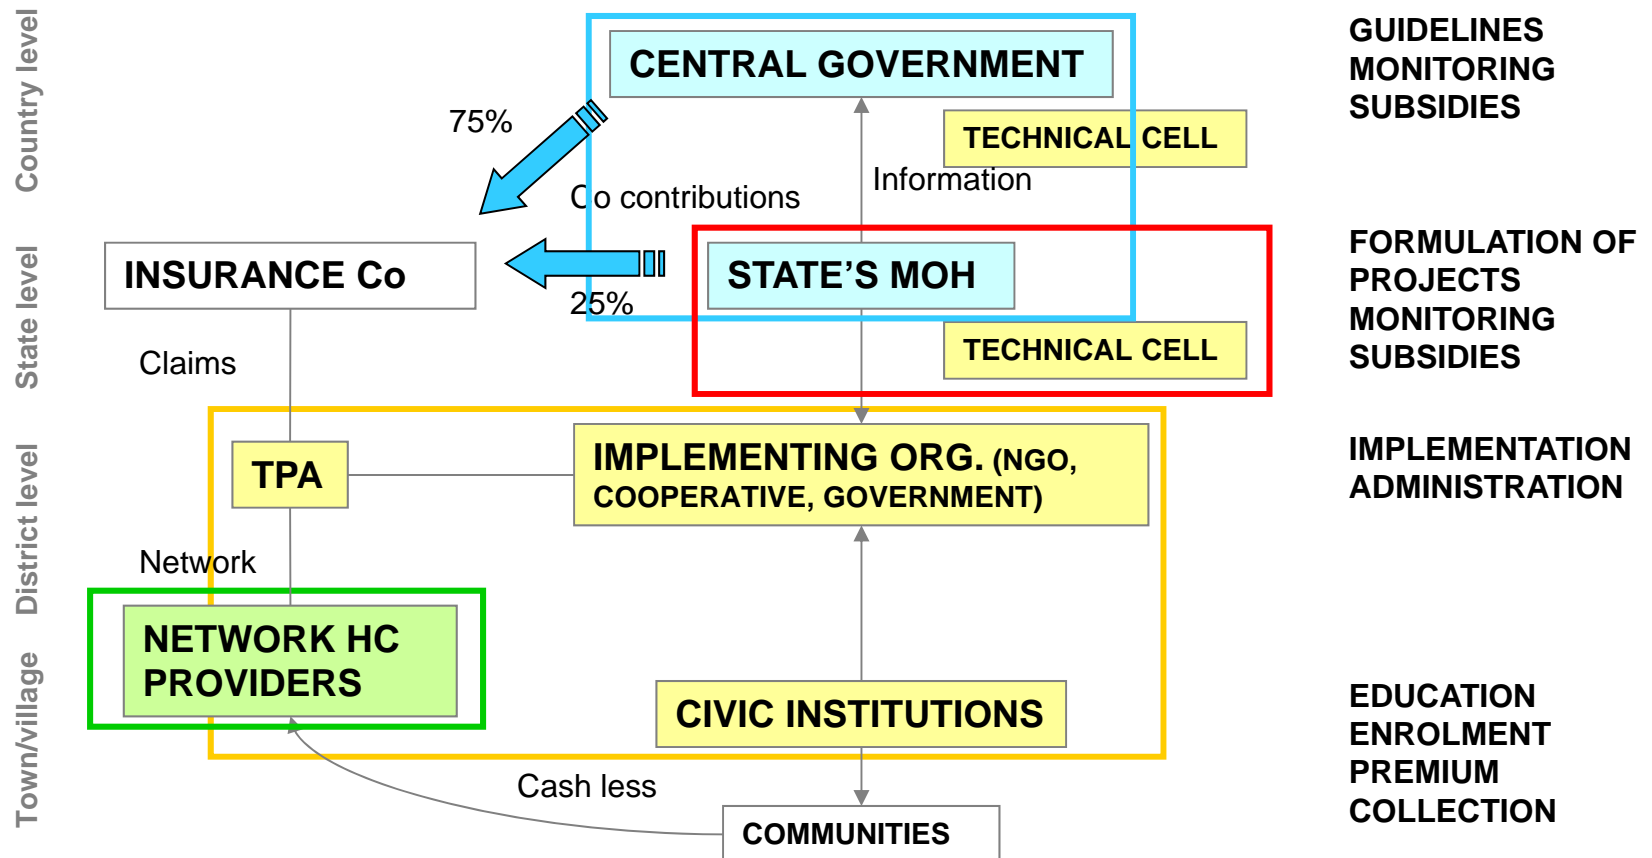 Country level
CENTRAL GOVERNMENT
GUIDELINES
MONITORING
SUBSIDIES
75%
TECHNICAL CELL
Co contributions
Information
State level
INSURANCE Co
STATE’S MOH
25%
TECHNICAL CELL
FORMULATION OF
PROJECTS
MONITORING
SUBSIDIES
Claims
District level
TPA
IMPLEMENTING ORG. (NGO,
COOPERATIVE, GOVERNMENT)
IMPLEMENTATION
ADMINISTRATION
Network
Town/village
NETWORK HC
PROVIDERS
CIVIC INSTITUTIONS
EDUCATION
ENROLMENT
PREMIUM
COLLECTION
Cash less
COMMUNITIES